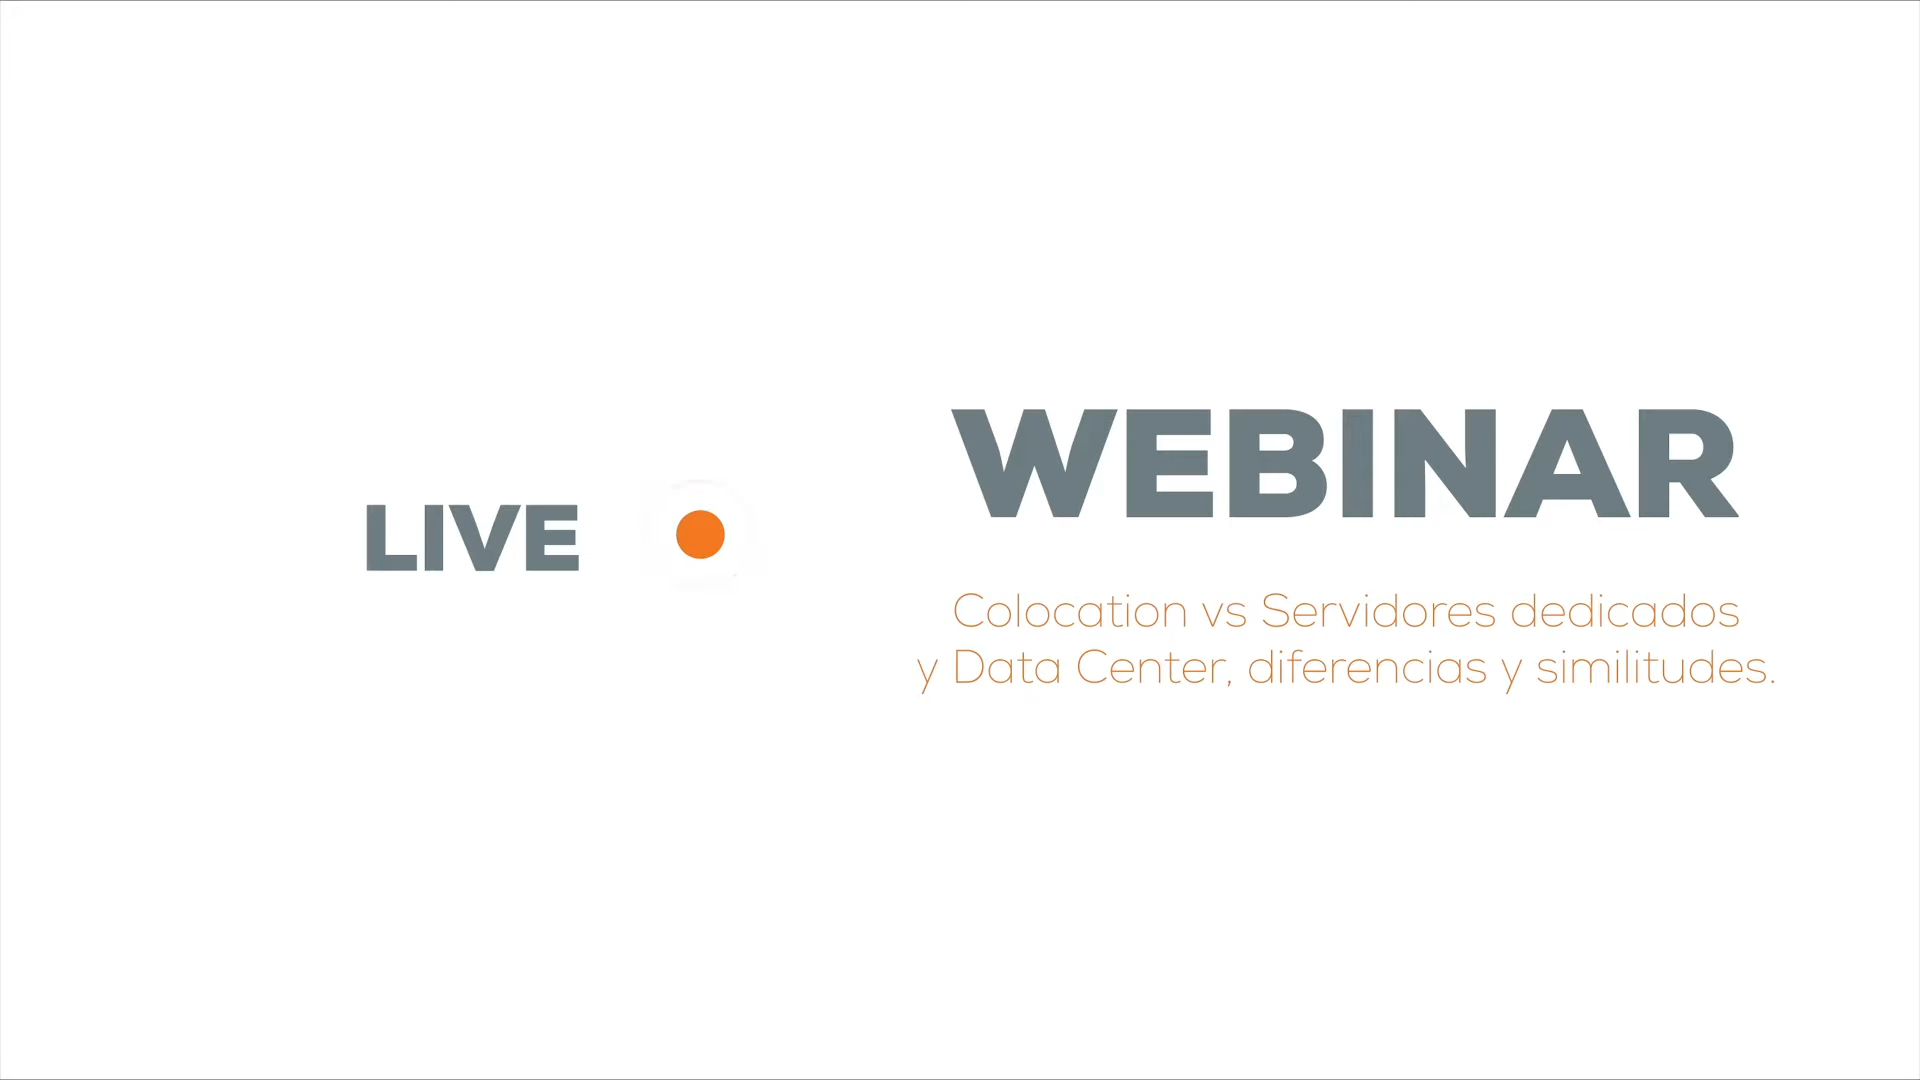 LIVE
WEBINAR
Colocation vs Servidores dedicados
y Data Center, diferencias y similitudes.